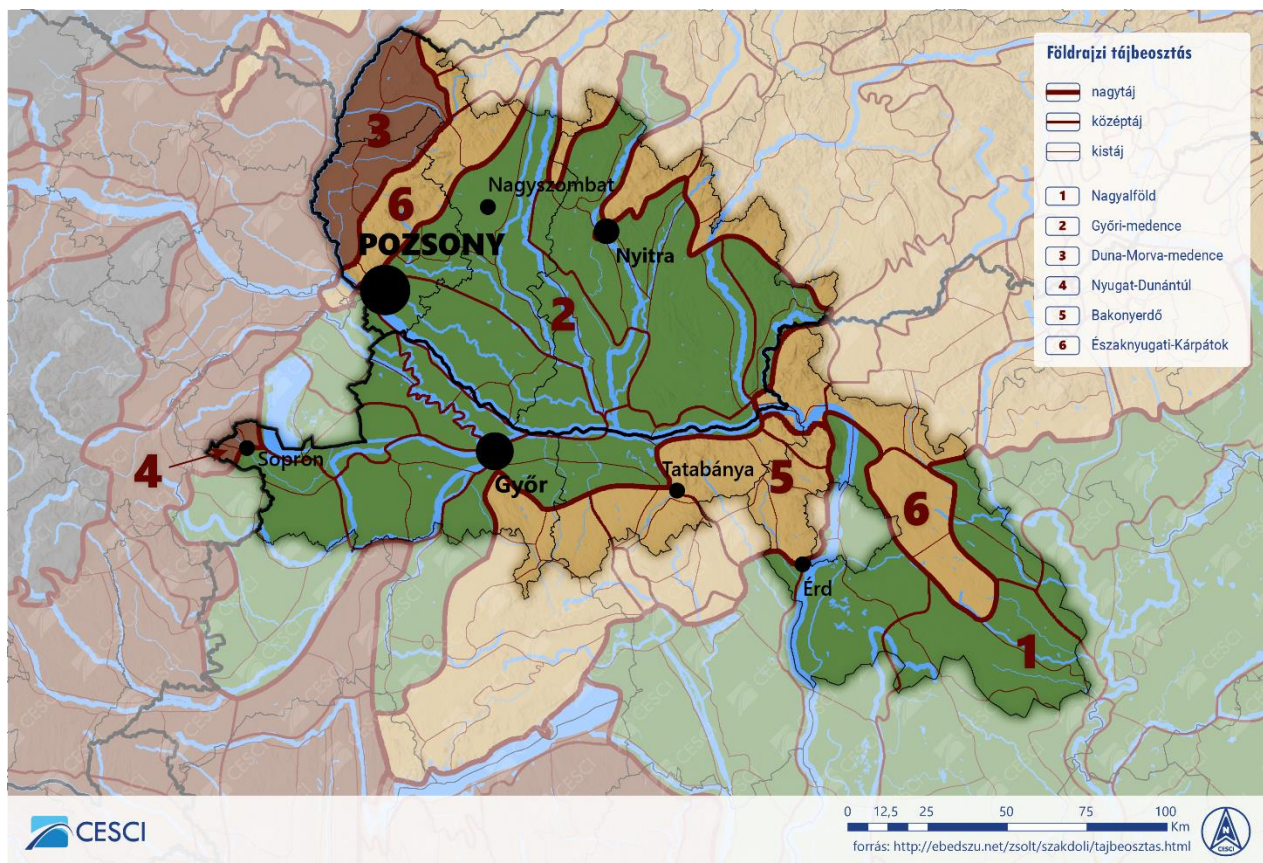 Földrajzi tájbeosztás
nagytáj
középtáj
kistáj
1 Nagyalföld
2 Győri-medence
3 Duna-Morva-medence
4 Nyugat-Dunántúl
5 Bakonyerdő
6 Északnyugati-Kárpátok
3
6
Nagyszombat
POZSONY
Nyitra
2
4
Sopron
Győr
Tatabánya
5
6
Érd
1
CESCI
0 12,5 25 50 75 100
Km
forrás: http://ebedszu.net/zsolt/szakdoli/tajbeosztas.html
N
CESCI